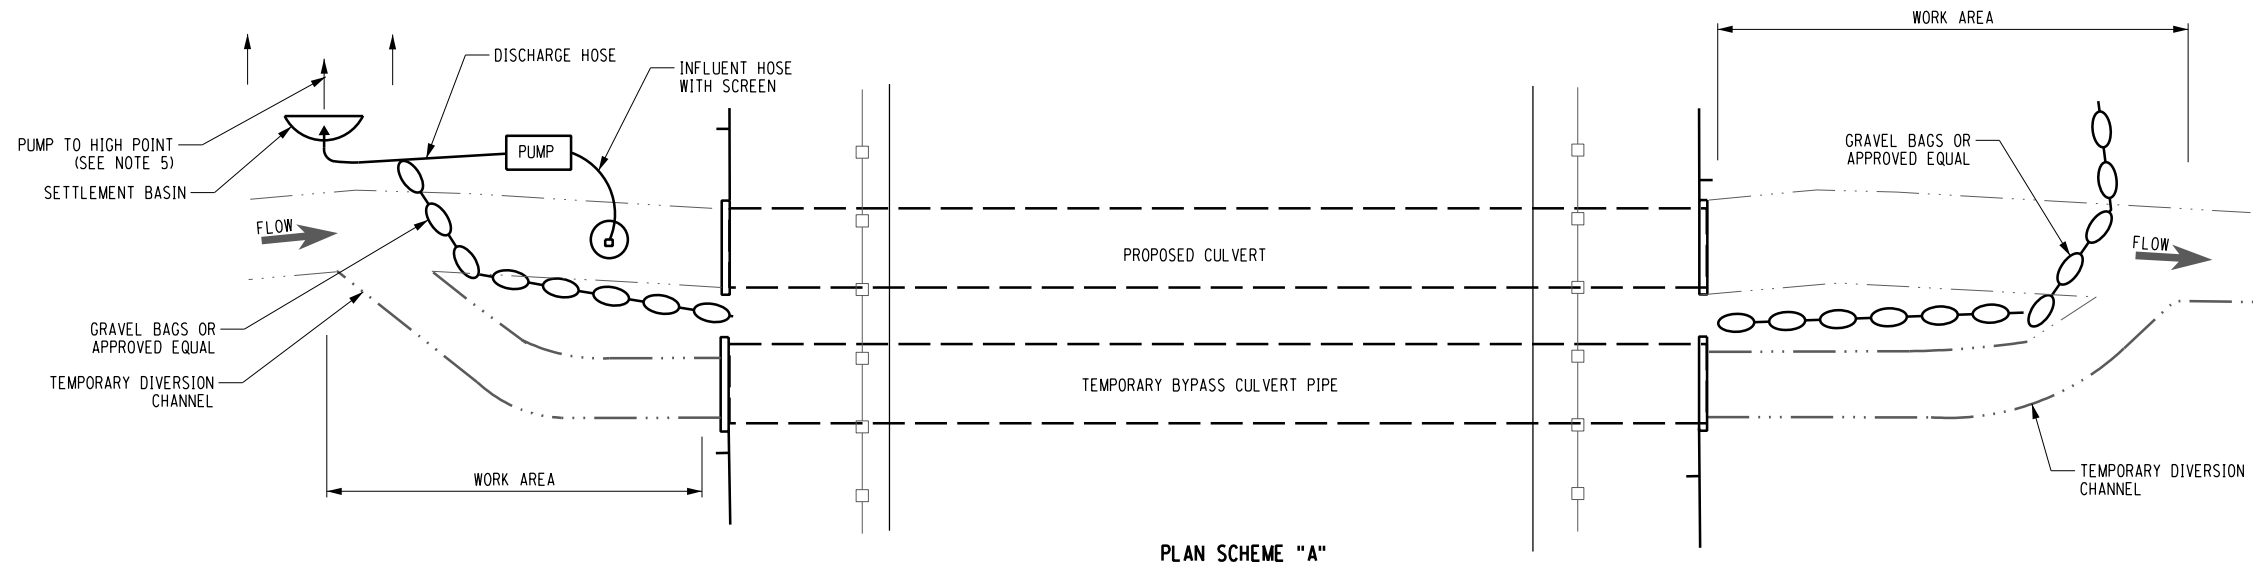 WORK AREA
DISCHARGE HOSE
INFLUENT HOSE
WITH SCREEN
PUMP TO HIGH POINT
(SEE NOTE 5)
PUMP
SETTLEMENT BASIN
GRAVEL BAGS OR
APPROVED EQUAL
FLOW
PROPOSED CULVERT
FLOW
GRAVEL BAGS OR
APPROVED EQUAL
TEMPORARY DIVERSION
CHANNEL
TEMPORARY BYPASS CULVERT PIPE
WORK AREA
TEMPORARY DIVERSION
CHANNEL
PLAN SCHEME "A"